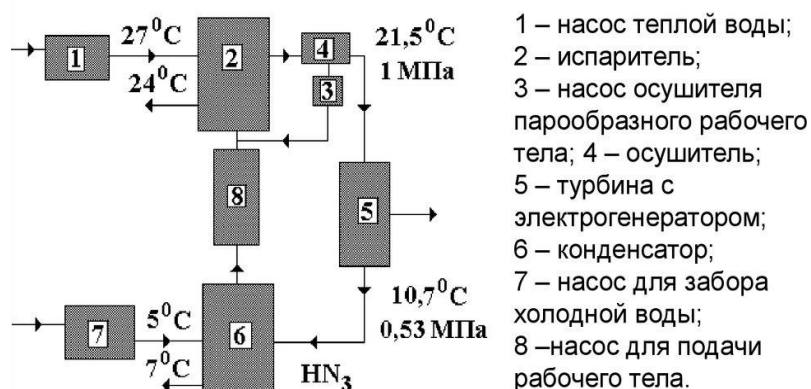 27⁰C
1
24⁰C
2
4
3
21,5⁰C
1 МПа
8
5
10,7⁰C
0,53 МПа
7
5⁰C
7⁰C
6
HN₃
1 – насос теплой воды;
2 – испаритель;
3 – насос осушителя
парообразного рабочего
тела; 4 – осушитель;
5 – турбина с
электрогенератором;
6 – конденсатор;
7 – насос для забора
холодной воды;
8 –насос для подачи
рабочего тела.